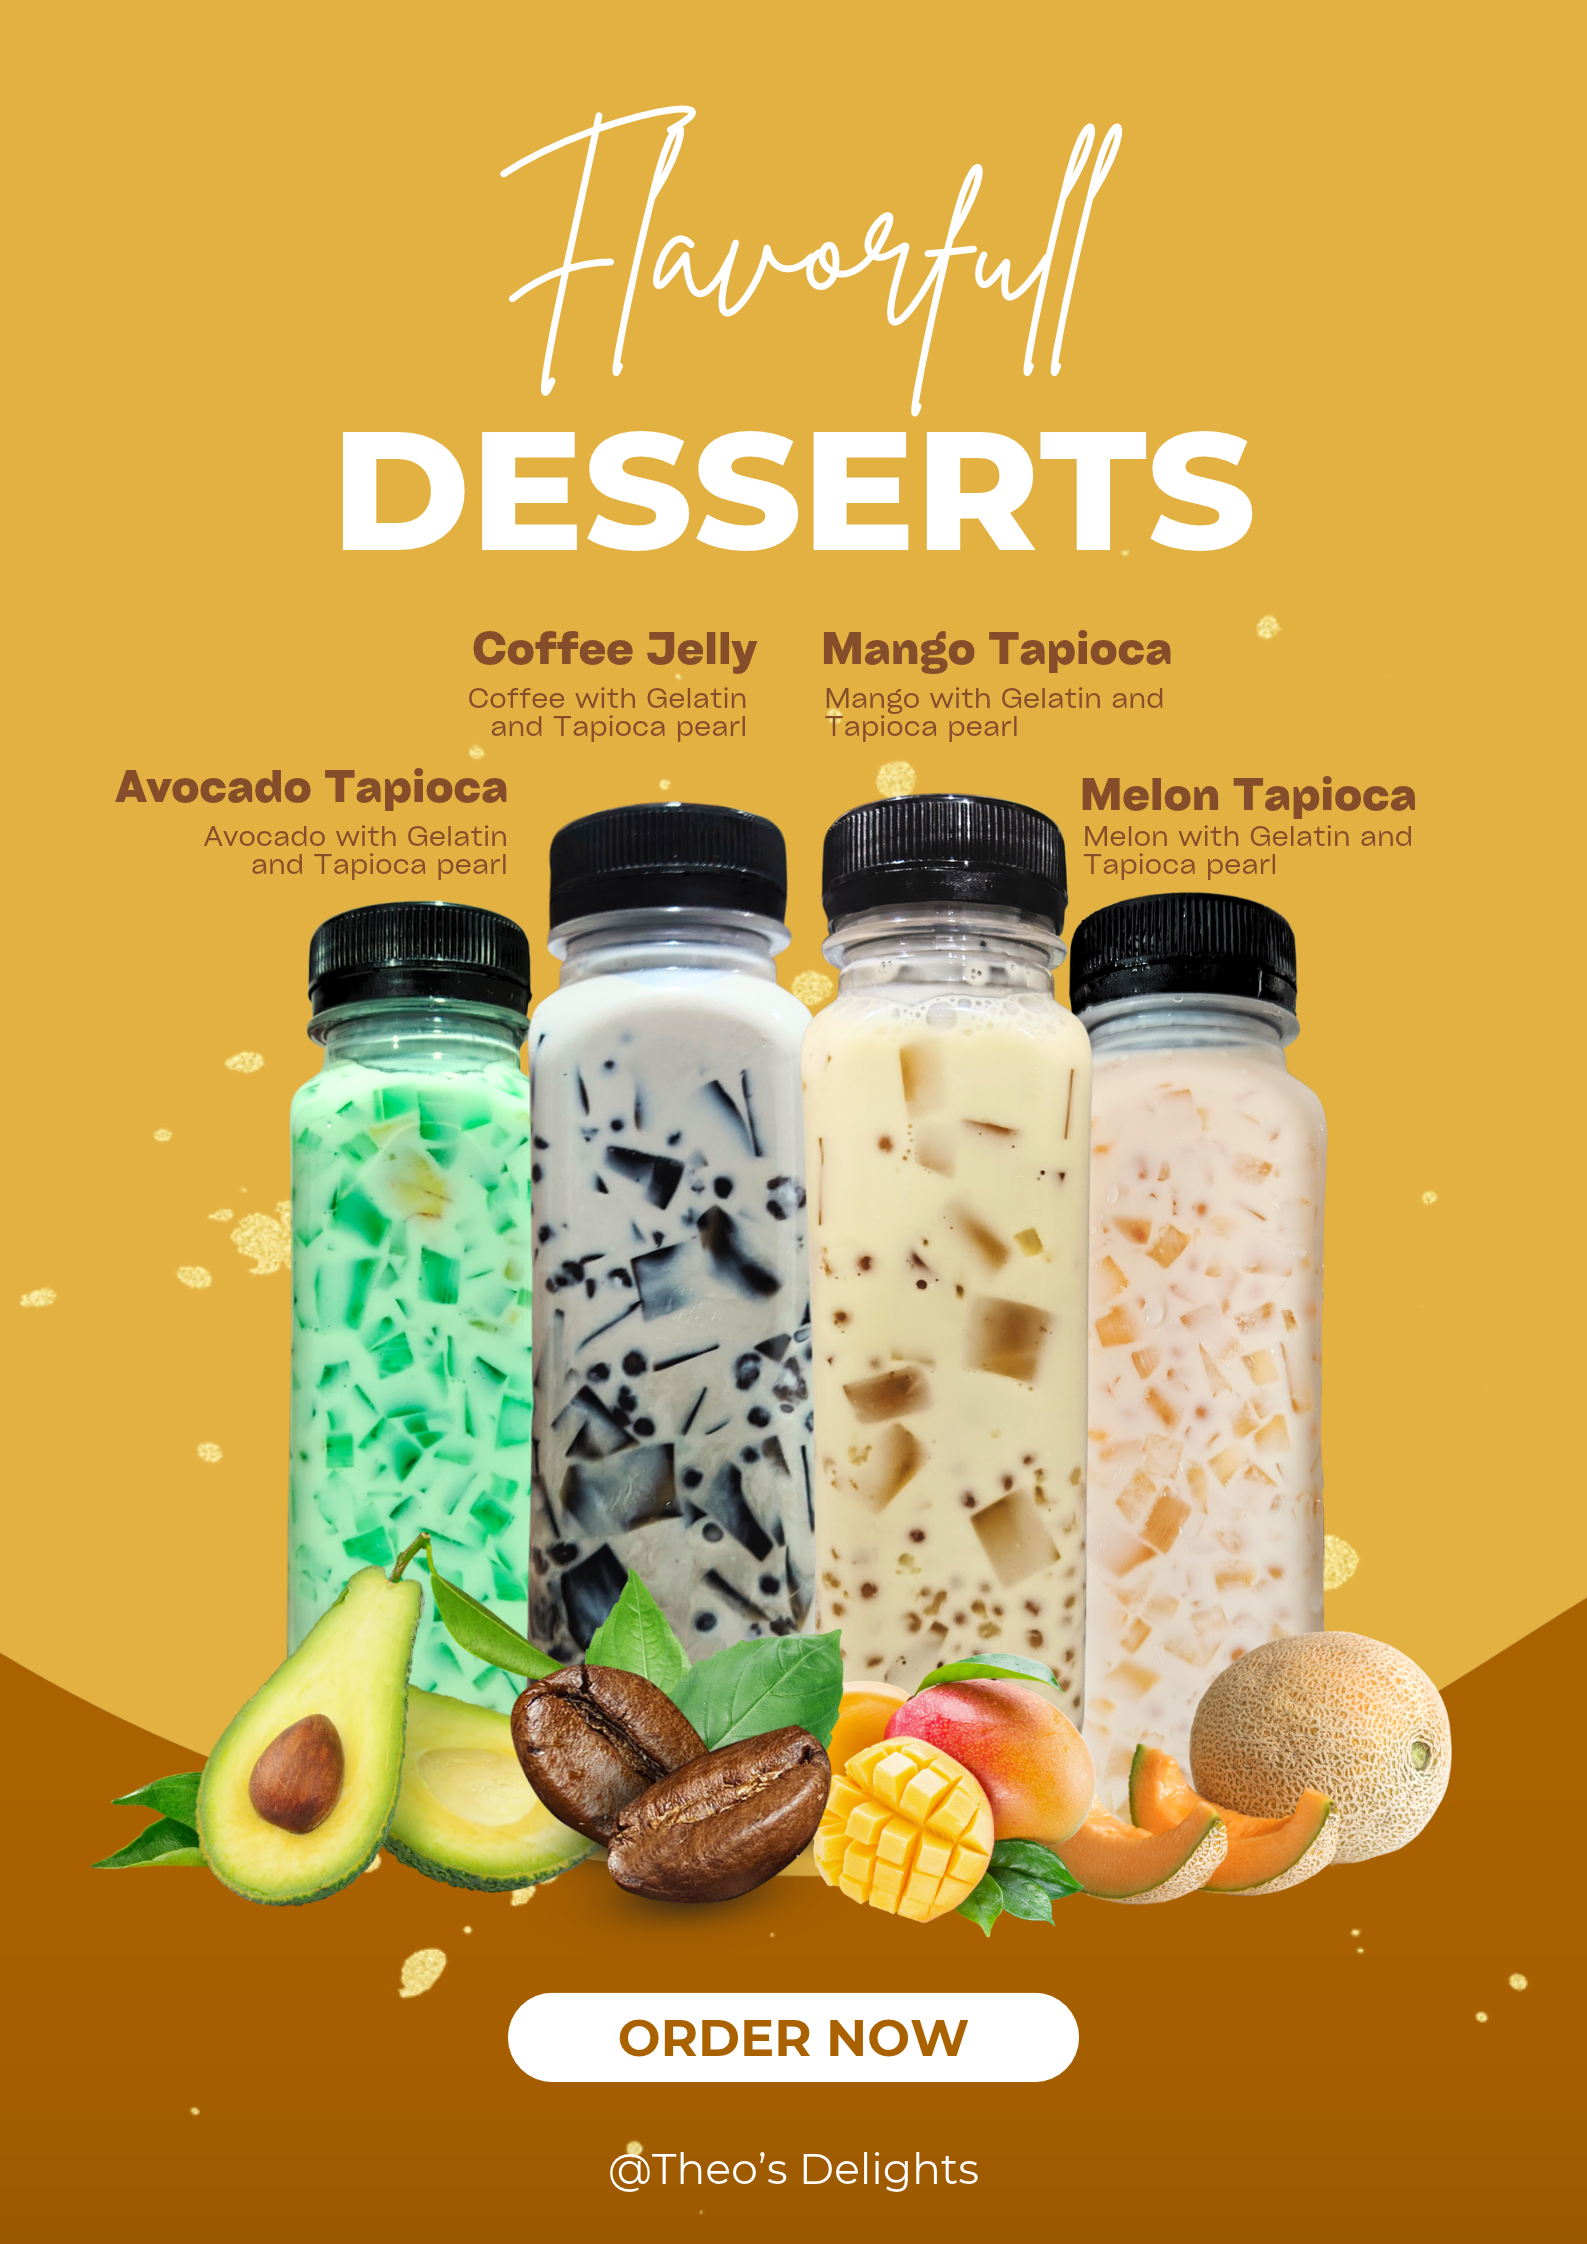 Flavorfull
DESSERTS
Coffee Jelly
Coffee with Gelatin
and Tapioca pearl
Mango Tapioca
Mango with Gelatin and
Tapioca pearl
Avocado Tapioca
Avocado with Gelatin
and Tapioca pearl
Melon Tapioca
Melon with Gelatin and
Tapioca pearl
ORDER NOW
@Theo's Delights